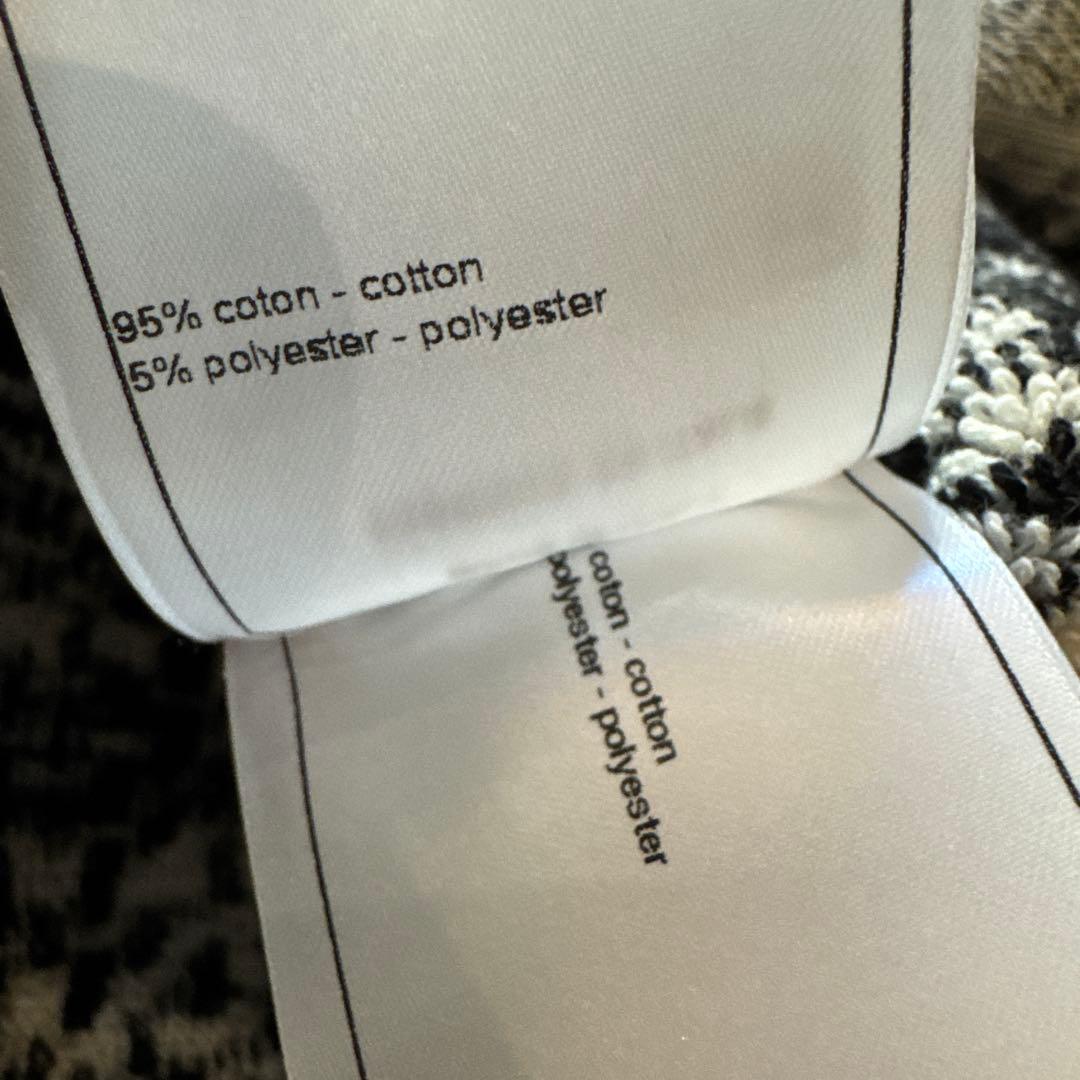 95% coton - cotton
5% polyester - polyester
coton - cotton
polyester - polyester